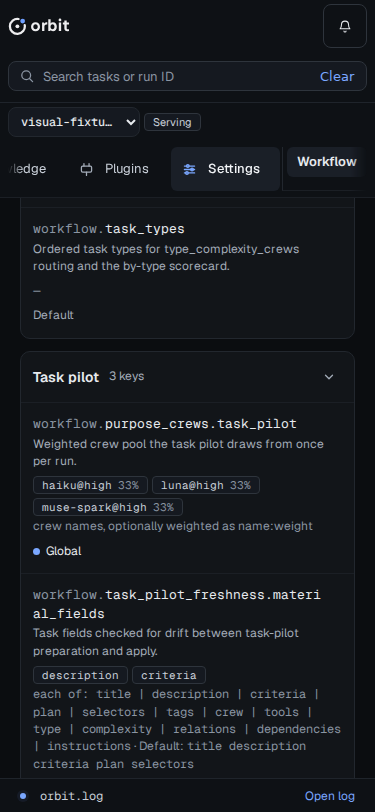 orbit
Search tasks or run ID
Clear
visual-fixtu…
Serving
ledge
Plugins
Settings
Workflow
workflow.task_types
Ordered task types for type_complexity_crews
routing and the by-type scorecard.
—
Default
Task pilot 3 keys
workflow.purpose_crews.task_pilot
Weighted crew pool the task pilot draws from once
per run.
haiku@high 33% luna@high 33%
muse-spark@high 33%
crew names, optionally weighted as name:weight
Global
workflow.task_pilot_freshness.materi
al_fields
Task fields checked for drift between task-pilot
preparation and apply.
description criteria
each of: title | description | criteria |
plan | selectors | tags | crew | tools |
type | complexity | relations | dependencies
| instructions · Default: title description
criteria plan selectors
orbit.log
Open log